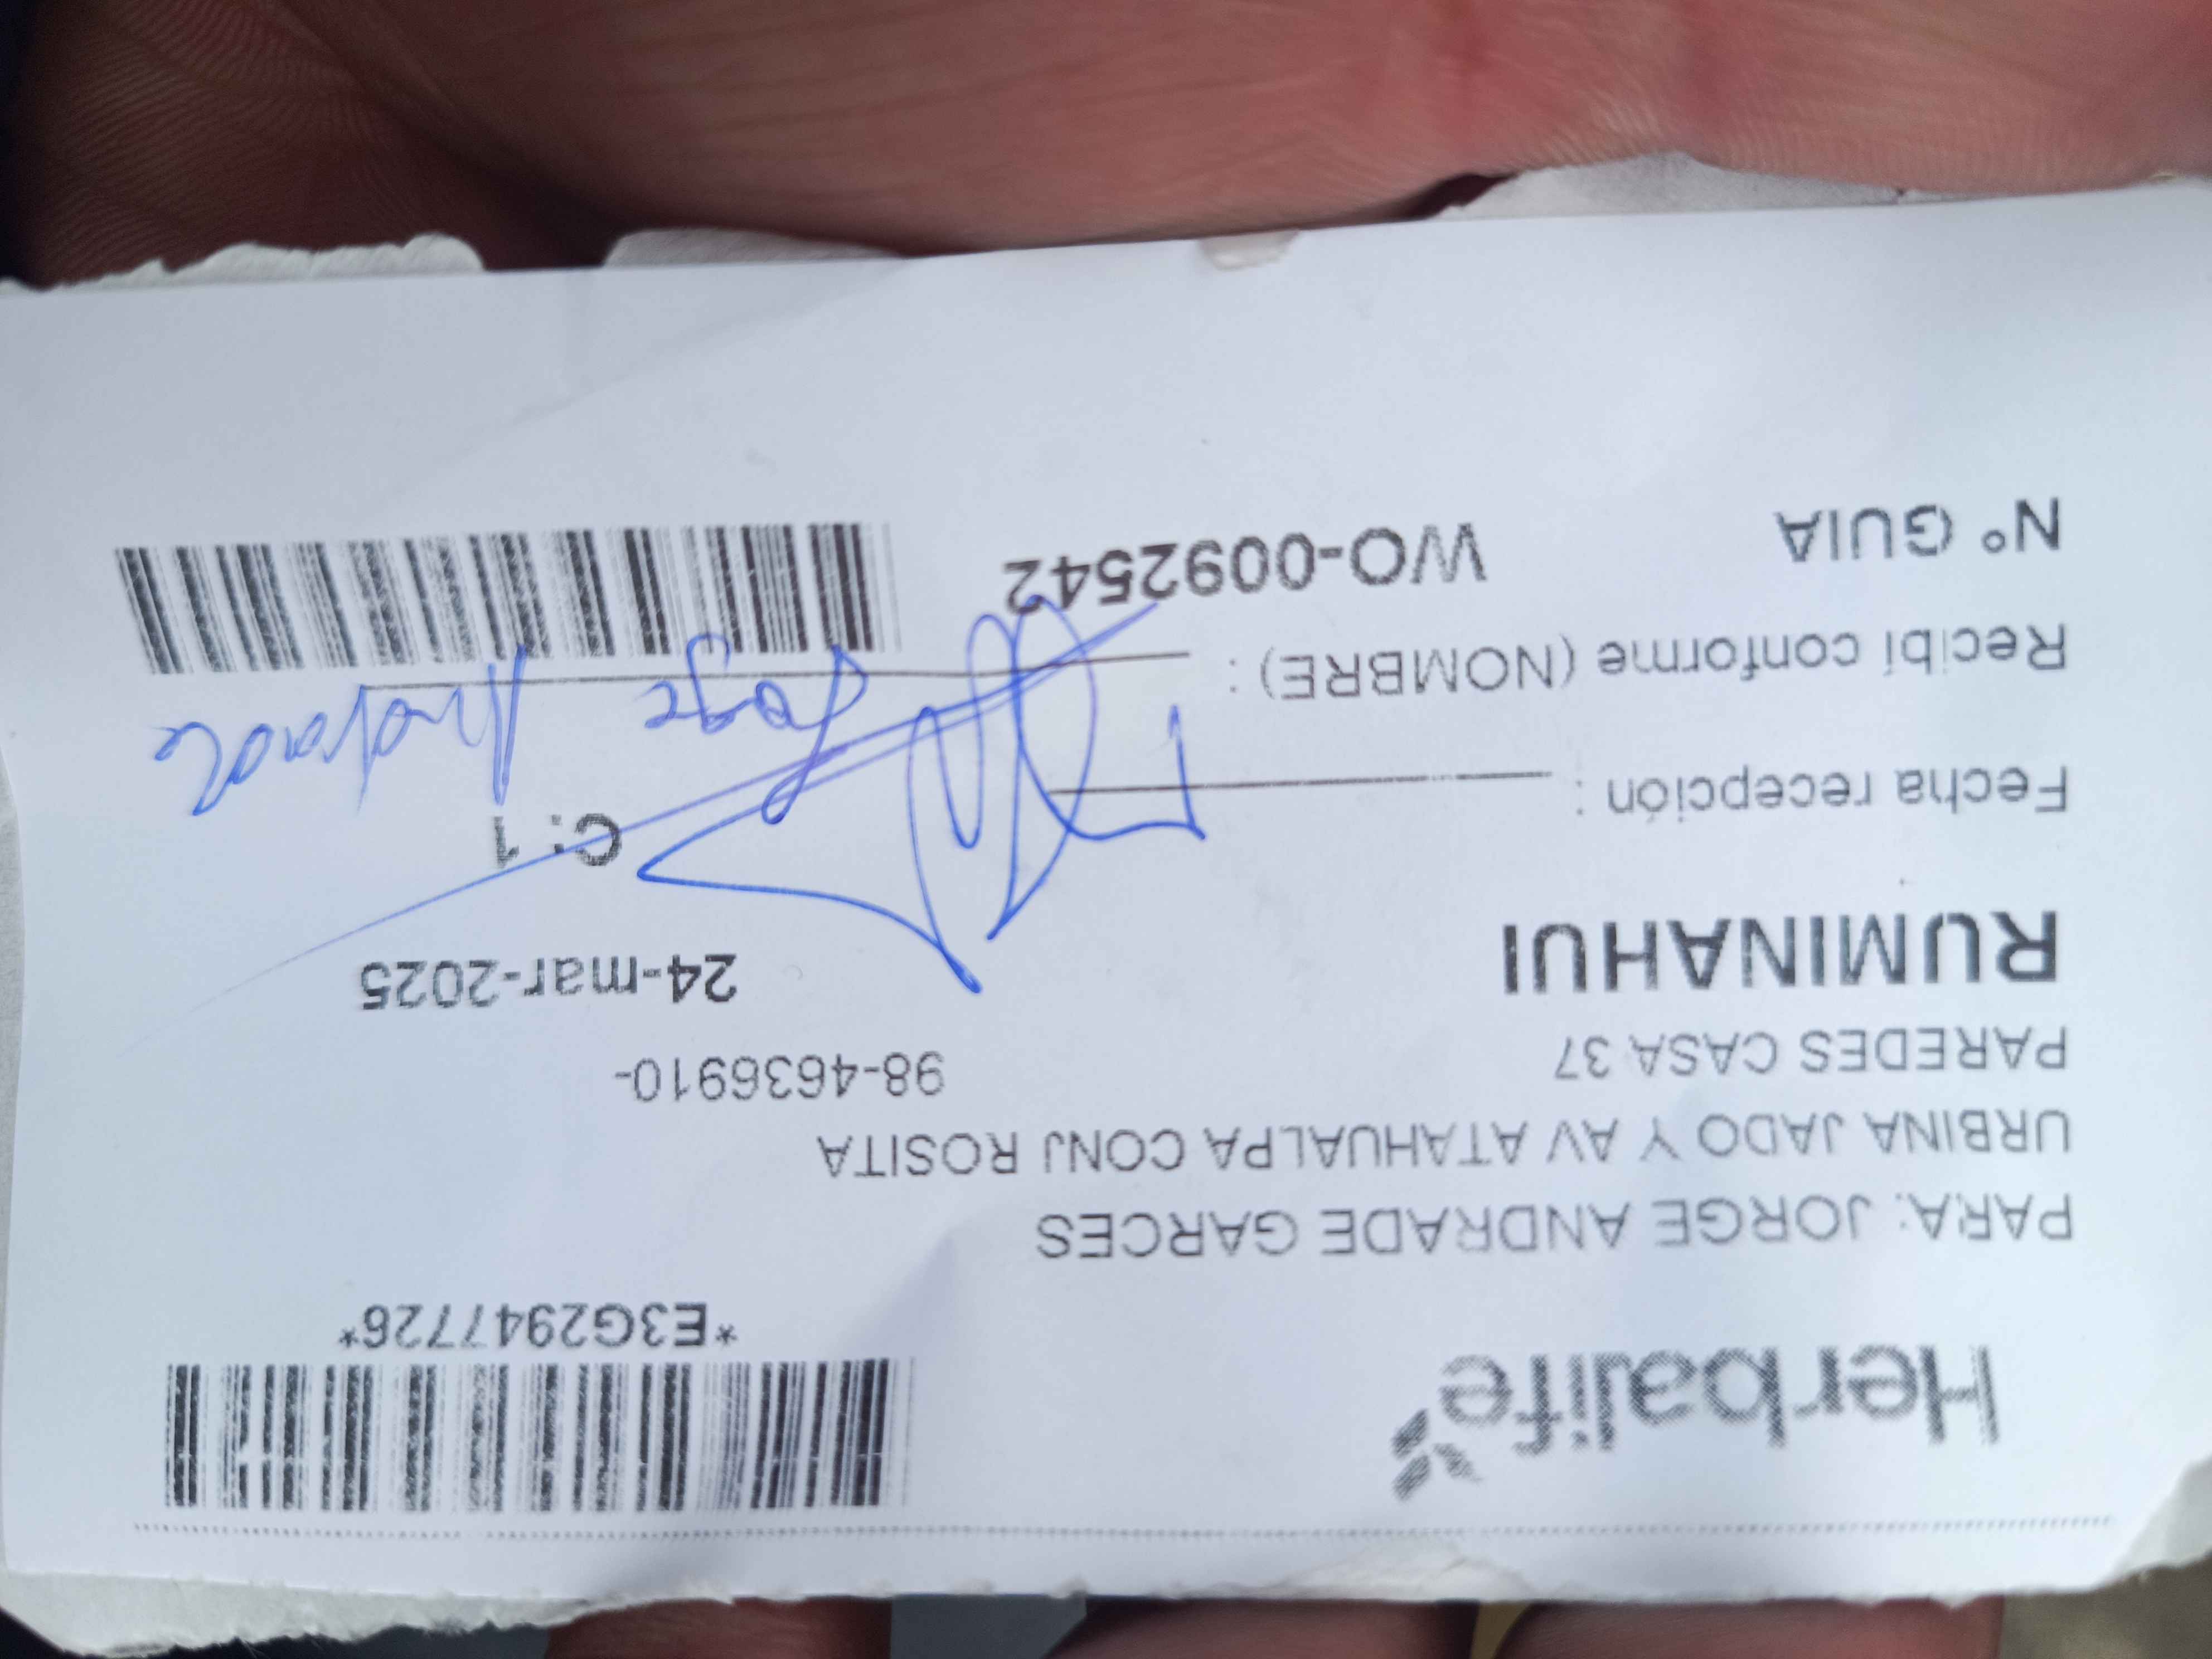 Herbalife
*E3G2947726*
PARA: JORGE ANDRADE GARCES
URBINA JADO Y AV ATAHUALPA CONJ ROSITA
PAREDES CASA 37
98-4636910-
RUMINAHUI
24-mar-2025
C: 1
Fecha recepción :
Recibí conforme (NOMBRE) :
Jorge Andrade
N° GUIA
WO-0092542